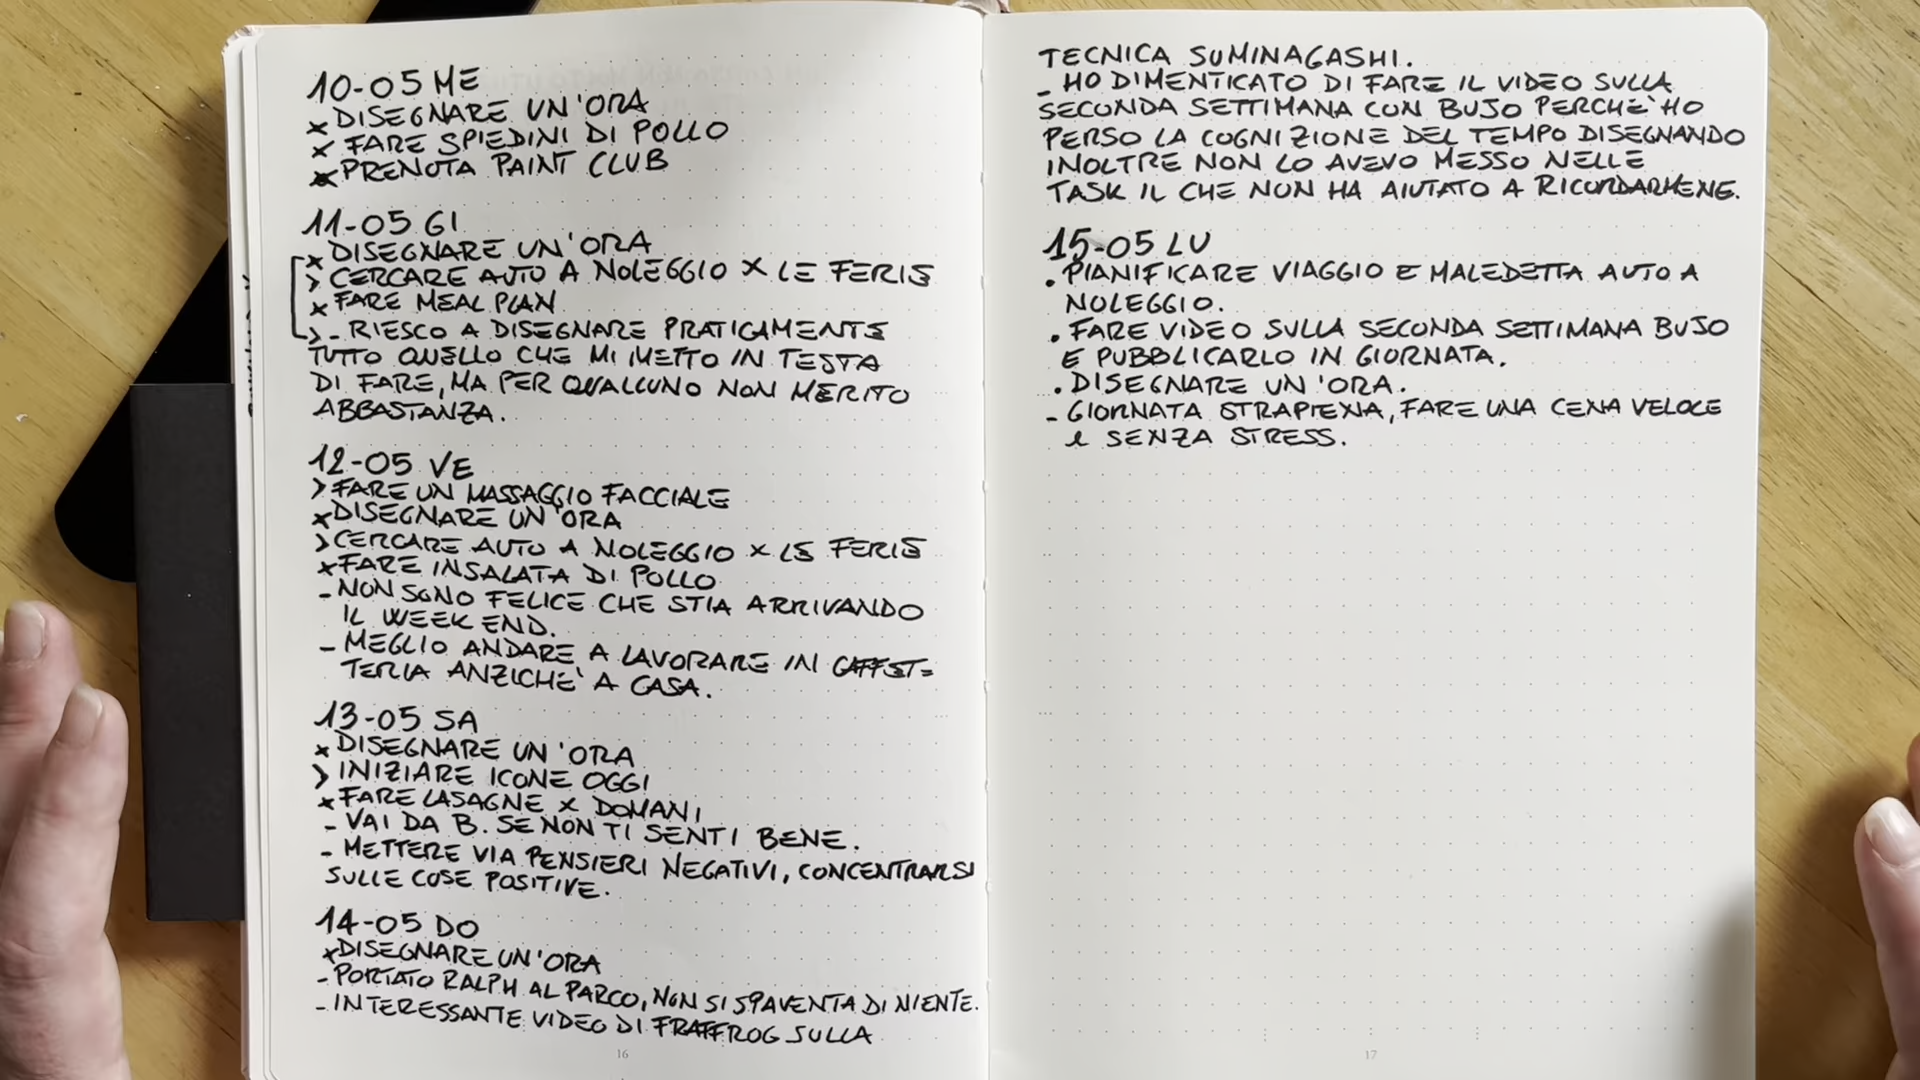 10-05 ME
× DISEGNARE UN'ORA
× FARE SPIEDINI DI POLLO
× PRENOTA PAINT CLUB
11-05 GI
× DISEGNARE UN'ORA
> CERCARE AUTO A NOLEGGIO X LE FERIE
× FARE MEAL PLAN
> - RIESCO A DISEGNARE PRATICAMENTE
TUTTO QUELLO CHE MI METTO IN TESTA
DI FARE, MA PER QUALCUNO NON MERITO
ABBASTANZA.
12-05 VE
> FARE UN MASSAGGIO FACCIALE
× DISEGNARE UN'ORA
> CERCARE AUTO A NOLEGGIO X LE FERIE
× FARE INSALATA DI POLLO
- NON SONO FELICE CHE STIA ARRIVANDO
IL WEEK END.
- MEGLIO ANDARE A LAVORARE IN CAFFET=
TERIA ANZICHE' A CASA.
13-05 SA
× DISEGNARE UN'ORA
> INIZIARE ICONE OGGI
× FARE LASAGNE X DOMANI
- VAI DA B. SE NON TI SENTI BENE.
- METTERE VIA PENSIERI NEGATIVI, CONCENTRARSI
SULLE COSE POSITIVE.
14-05 DO
× DISEGNARE UN'ORA
- PORTATO RALPH AL PARCO, NON SI SPAVENTA DI NIENTE.
- INTERESSANTE VIDEO DI FRAFFROG SULLA
16
TECNICA SUMINAGASHI.
- HO DIMENTICATO DI FARE IL VIDEO SULLA
SECONDA SETTIMANA CON BUJO PERCHE' HO
PERSO LA COGNIZIONE DEL TEMPO DISEGNANDO
INOLTRE NON LO AVEVO MESSO NELLE
TASK IL CHE NON HA AIUTATO A RICORDARMENE.
15-05 LU
• PIANIFICARE VIAGGIO E MALEDETTA AUTO A
NOLEGGIO.
• FARE VIDEO SULLA SECONDA SETTIMANA BUJO
E PUBBLICARLO IN GIORNATA.
• DISEGNARE UN'ORA.
- GIORNATA STRAPIENA, FARE UNA CENA VELOCE
e SENZA STRESS.
17